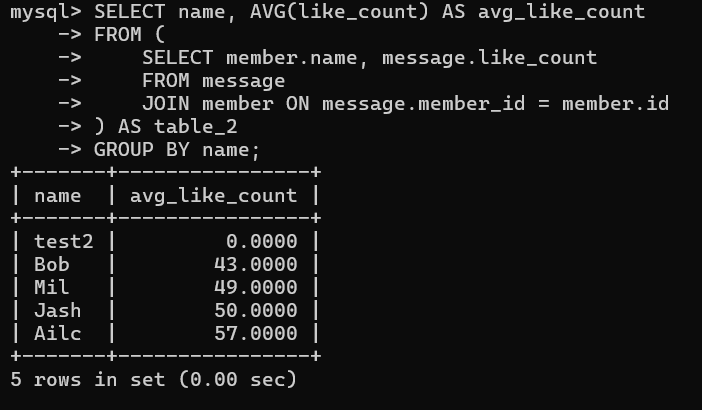 mysql> SELECT name, AVG(like_count) AS avg_like_count
    -> FROM (
    ->     SELECT member.name, message.like_count
    ->     FROM message
    ->     JOIN member ON message.member_id = member.id
    -> ) AS table_2
    -> GROUP BY name;
+-------+----------------+
| name  | avg_like_count |
+-------+----------------+
| test2 |         0.0000 |
| Bob   |        43.0000 |
| Mil   |        49.0000 |
| Jash  |        50.0000 |
| Ailc  |        57.0000 |
+-------+----------------+
5 rows in set (0.00 sec)